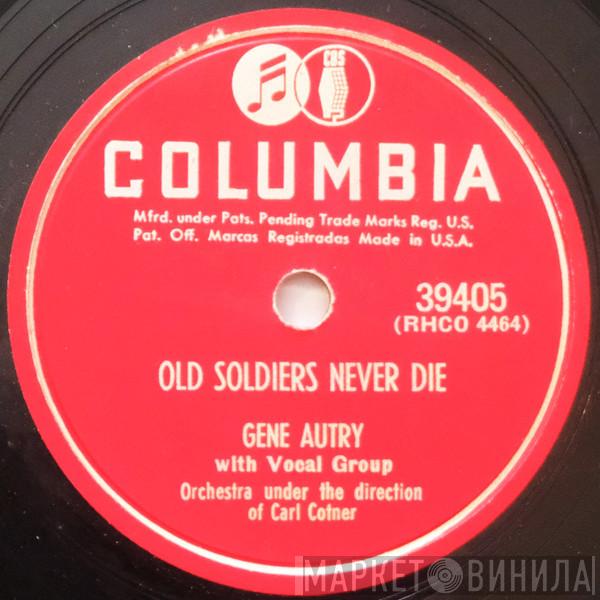 CBS
COLUMBIA
Mfrd. under Pats. Pending Trade Marks Reg. U.S.
Pat. Off. Marcas Registradas Made in U.S.A.
39405
(RHCO 4464)
OLD SOLDIERS NEVER DIE
GENE AUTRY
with Vocal Group
Orchestra under the direction
of Carl Cotner
МАРКЕТ ВИНИЛА